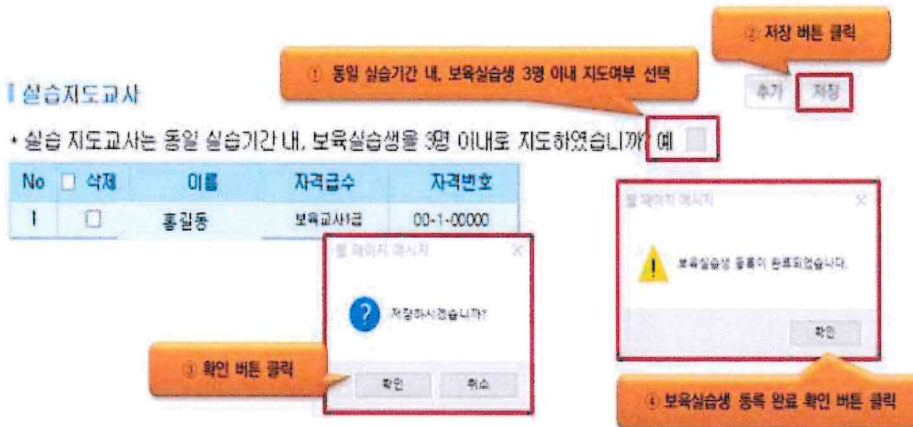 ② 저장 버튼 클릭
① 동일 실습기간 내, 보육실습생 3명 이내 지도여부 선택
실습지도교사
추가 저장
• 실습 지도교사는 동일 실습기간 내, 보육실습생을 3명 이내로 지도하였습니까? 예
No 삭제 이름 자격급수 자격번호
1 홍길동 보육교사1급 00-1-00000
웹 페이지 메시지 X
보육실습생 등록이 완료되었습니다.
확인
웹 페이지 메시지 X
저장하시겠습니까?
확인 취소
③ 확인 버튼 클릭
④ 보육실습생 등록 완료 확인 버튼 클릭